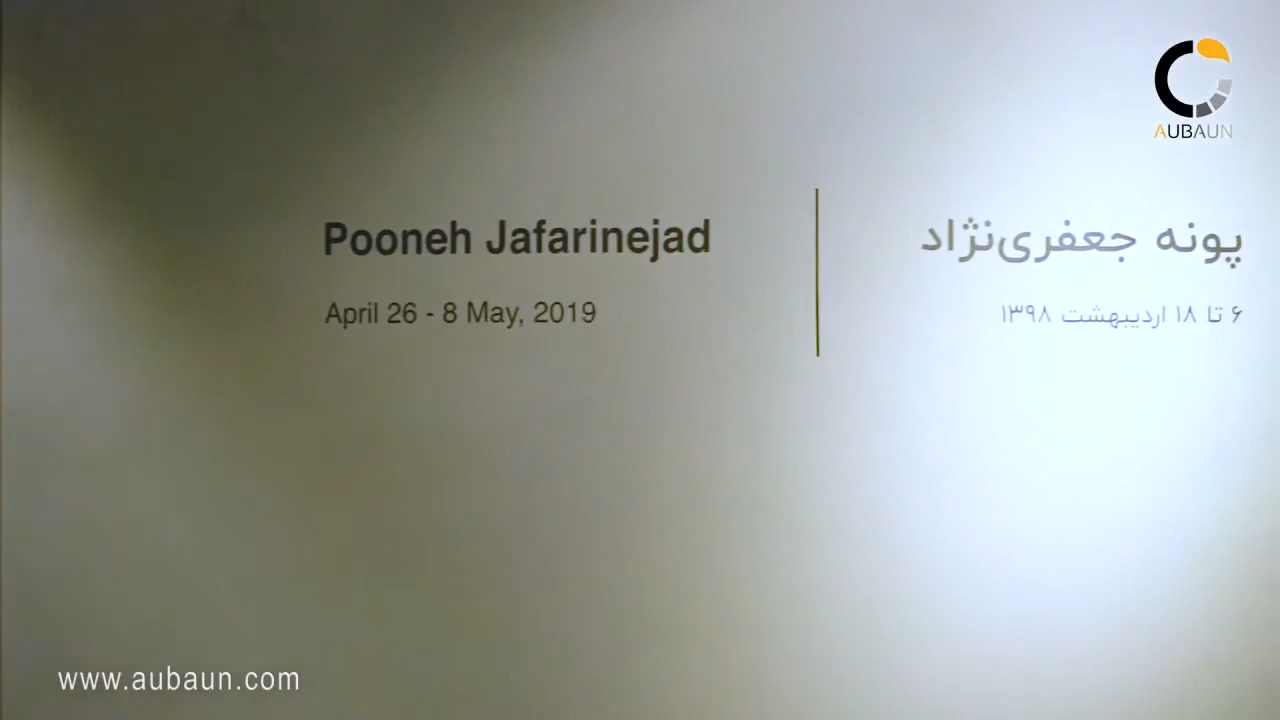 AUBAUN
Pooneh Jafarinejad
April 26 - 8 May, 2019
پونه جعفری‌نژاد
۶ تا ۱۸ اردیبهشت ۱۳۹۸
www.aubaun.com